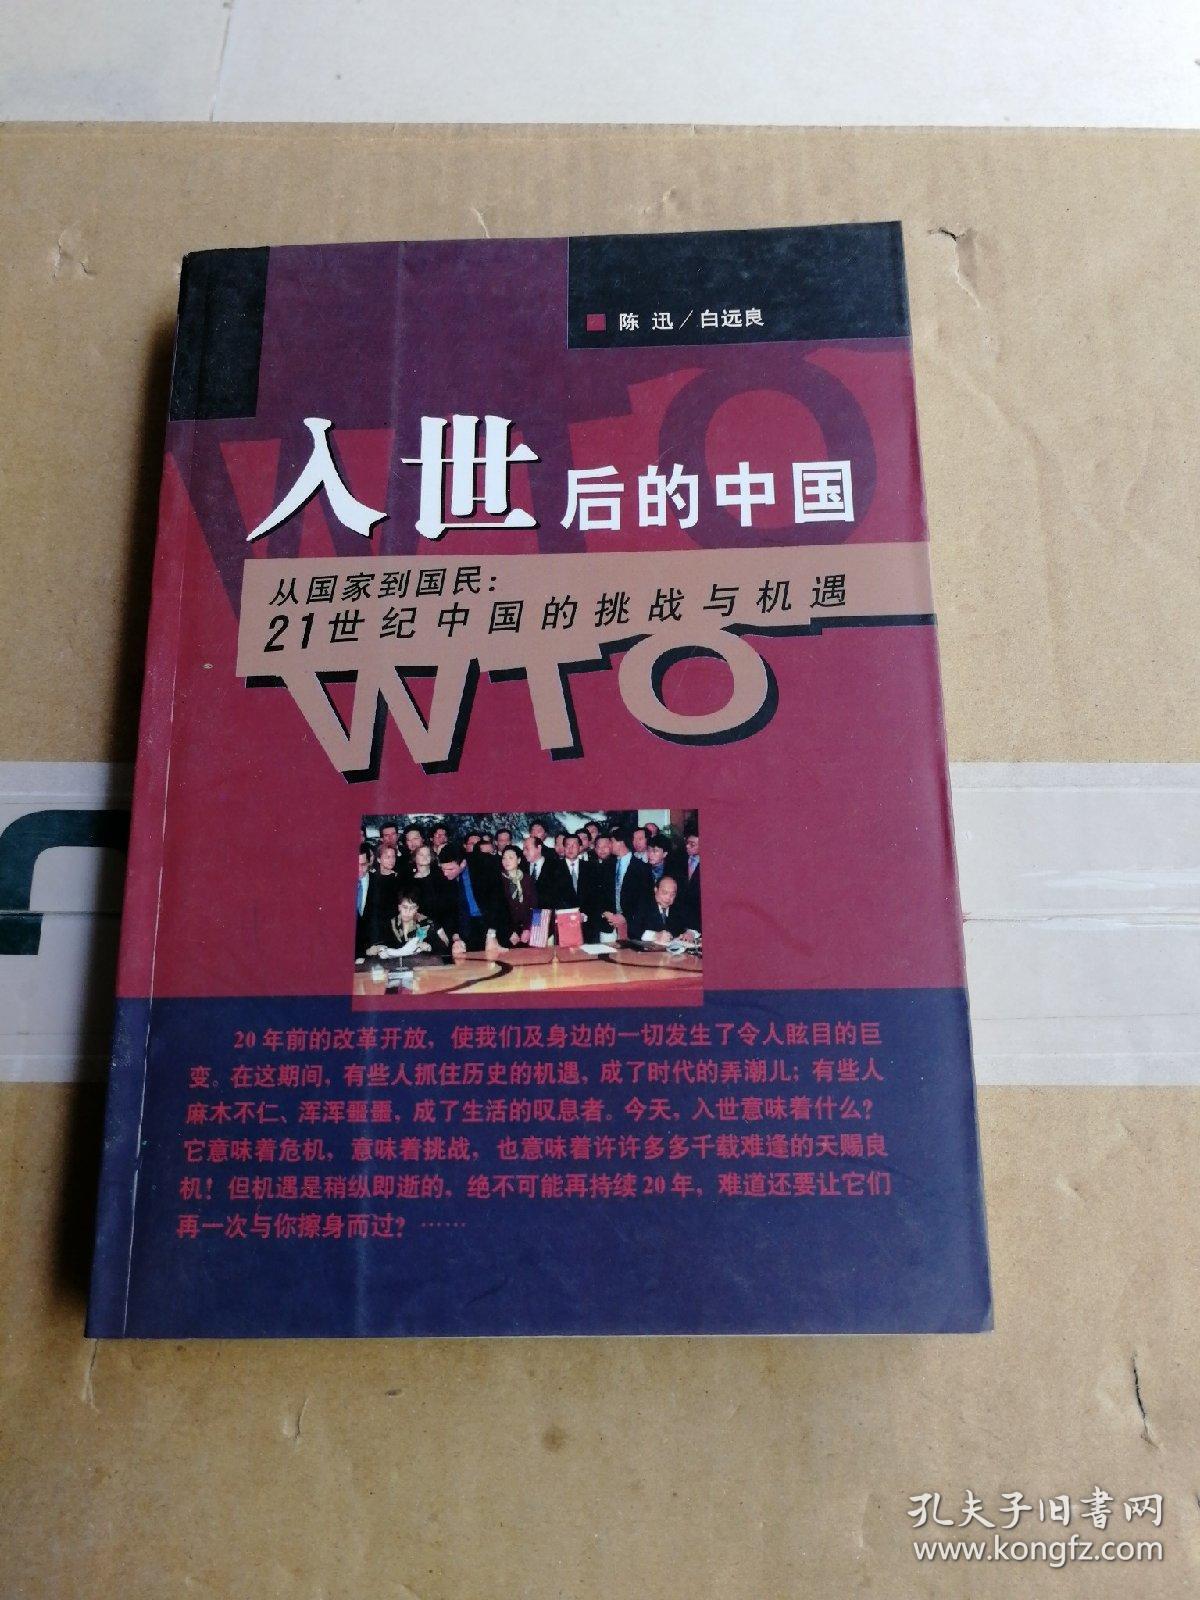 陈 迅／白远良
WTO
入世后的中国
从国家到国民：
21世纪中国的挑战与机遇
WTO
20年前的改革开放，使我们及身边的一切发生了令人眩目的巨
变。在这期间，有些人抓住历史的机遇，成了时代的弄潮儿；有些人
麻木不仁、浑浑噩噩，成了生活的叹息者。今天，入世意味着什么？
它意味着危机，意味着挑战，也意味着许许多多千载难逢的天赐良
机！但机遇是稍纵即逝的，绝不可能再持续20年，难道还要让它们
再一次与你擦身而过？……
孔夫子旧书网
www.kongfz.com